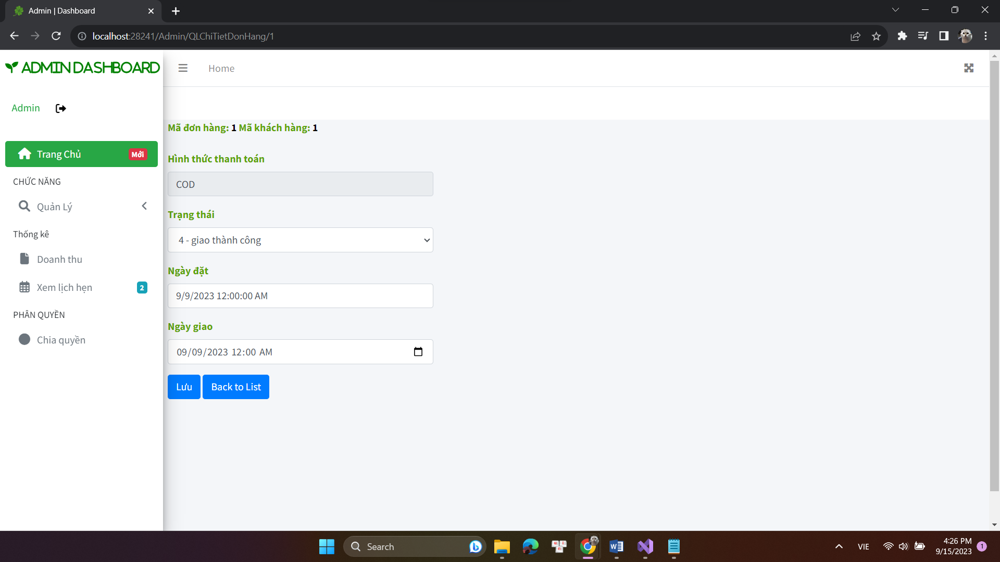 Admin | Dashboard
localhost:28241/Admin/QLChiTietDonHang/1
ADMIN DASHBOARD
Home
Admin
Trang Chủ Mới
CHỨC NĂNG
Quản Lý
Thống kê
Doanh thu
Xem lịch hẹn 2
PHÂN QUYỀN
Chia quyền
Mã đơn hàng: 1 Mã khách hàng: 1
Hình thức thanh toán
COD
Trạng thái
4 - giao thành công
Ngày đặt
9/9/2023 12:00:00 AM
Ngày giao
09/09/2023 12:00 AM
Lưu Back to List
Search
VIE
4:26 PM
9/15/2023
1